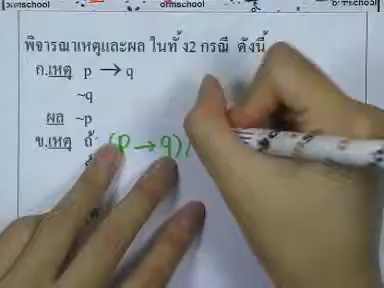 พิจารณาเหตุและผล ในทั้ง2 กรณี ดังนี้
ก.เหตุ p → q
~q
ผล ~p
ข.เหตุ ถ้ (p → q)